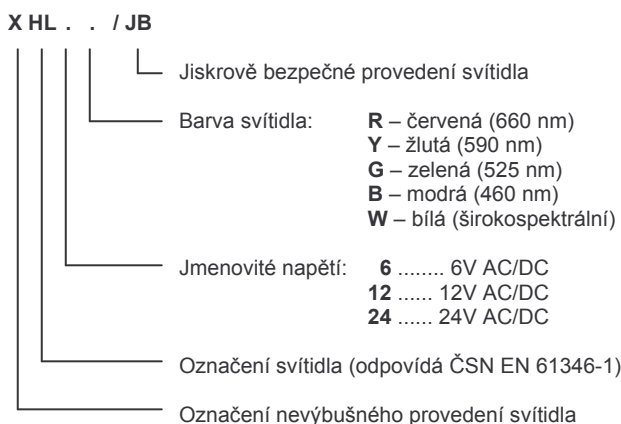 X HL . . / JB
Jiskrově bezpečné provedení svítidla
Barva svítidla: R – červená (660 nm)
Y – žlutá (590 nm)
G – zelená (525 nm)
B – modrá (460 nm)
W – bílá (širokospektrální)
Jmenovité napětí: 6 ........ 6V AC/DC
12 ...... 12V AC/DC
24 ...... 24V AC/DC
Označení svítidla (odpovídá ČSN EN 61346-1)
Označení nevýbušného provedení svítidla